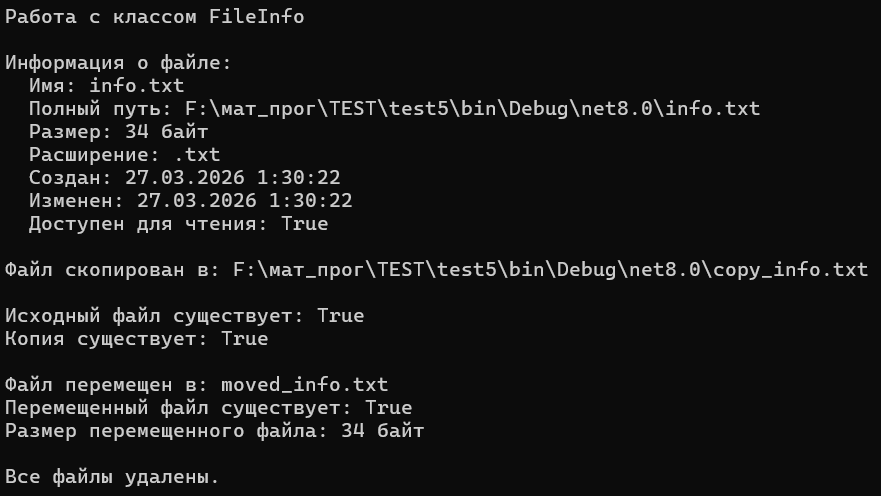 Работа с классом FileInfo
Информация о файле:
Имя: info.txt
Полный путь: F:\мат_прог\TEST\test5\bin\Debug\net8.0\info.txt
Размер: 34 байт
Расширение: .txt
Создан: 27.03.2026 1:30:22
Изменен: 27.03.2026 1:30:22
Доступен для чтения: True
Файл скопирован в: F:\мат_прог\TEST\test5\bin\Debug\net8.0\copy_info.txt
Исходный файл существует: True
Копия существует: True
Файл перемещен в: moved_info.txt
Перемещенный файл существует: True
Размер перемещенного файла: 34 байт
Все файлы удалены.